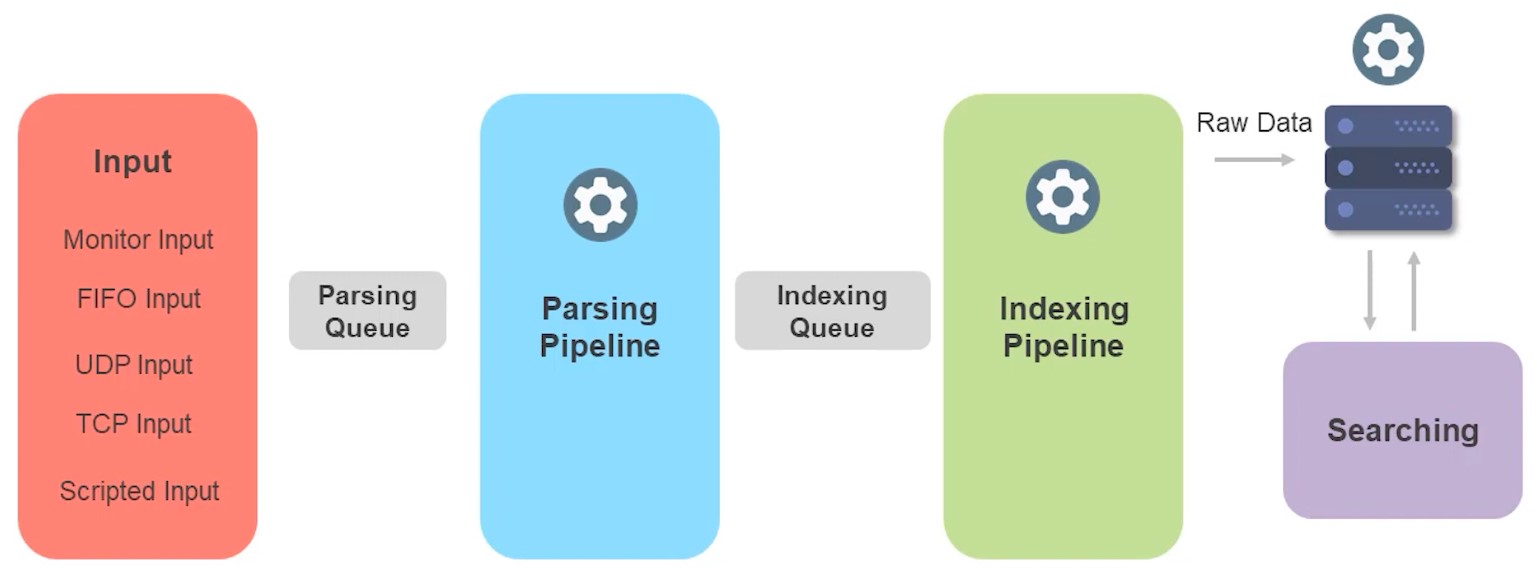 Input
Monitor Input
FIFO Input
UDP Input
TCP Input
Scripted Input
Parsing
Queue
Parsing
Pipeline
Indexing
Queue
Indexing
Pipeline
Raw Data
Searching